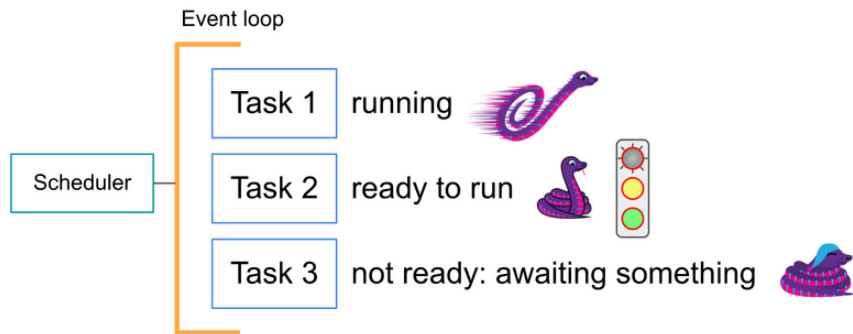 Event loop
Task 1 running
Scheduler
Task 2 ready to run
Task 3 not ready: awaiting something